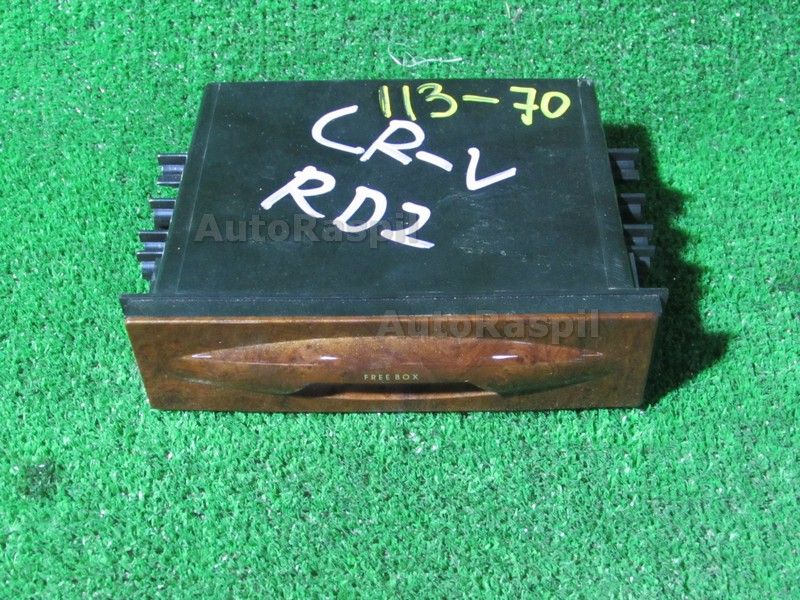 113-70
CR-V
RD2
AutoRaspil
AutoRaspil
FREE BOX